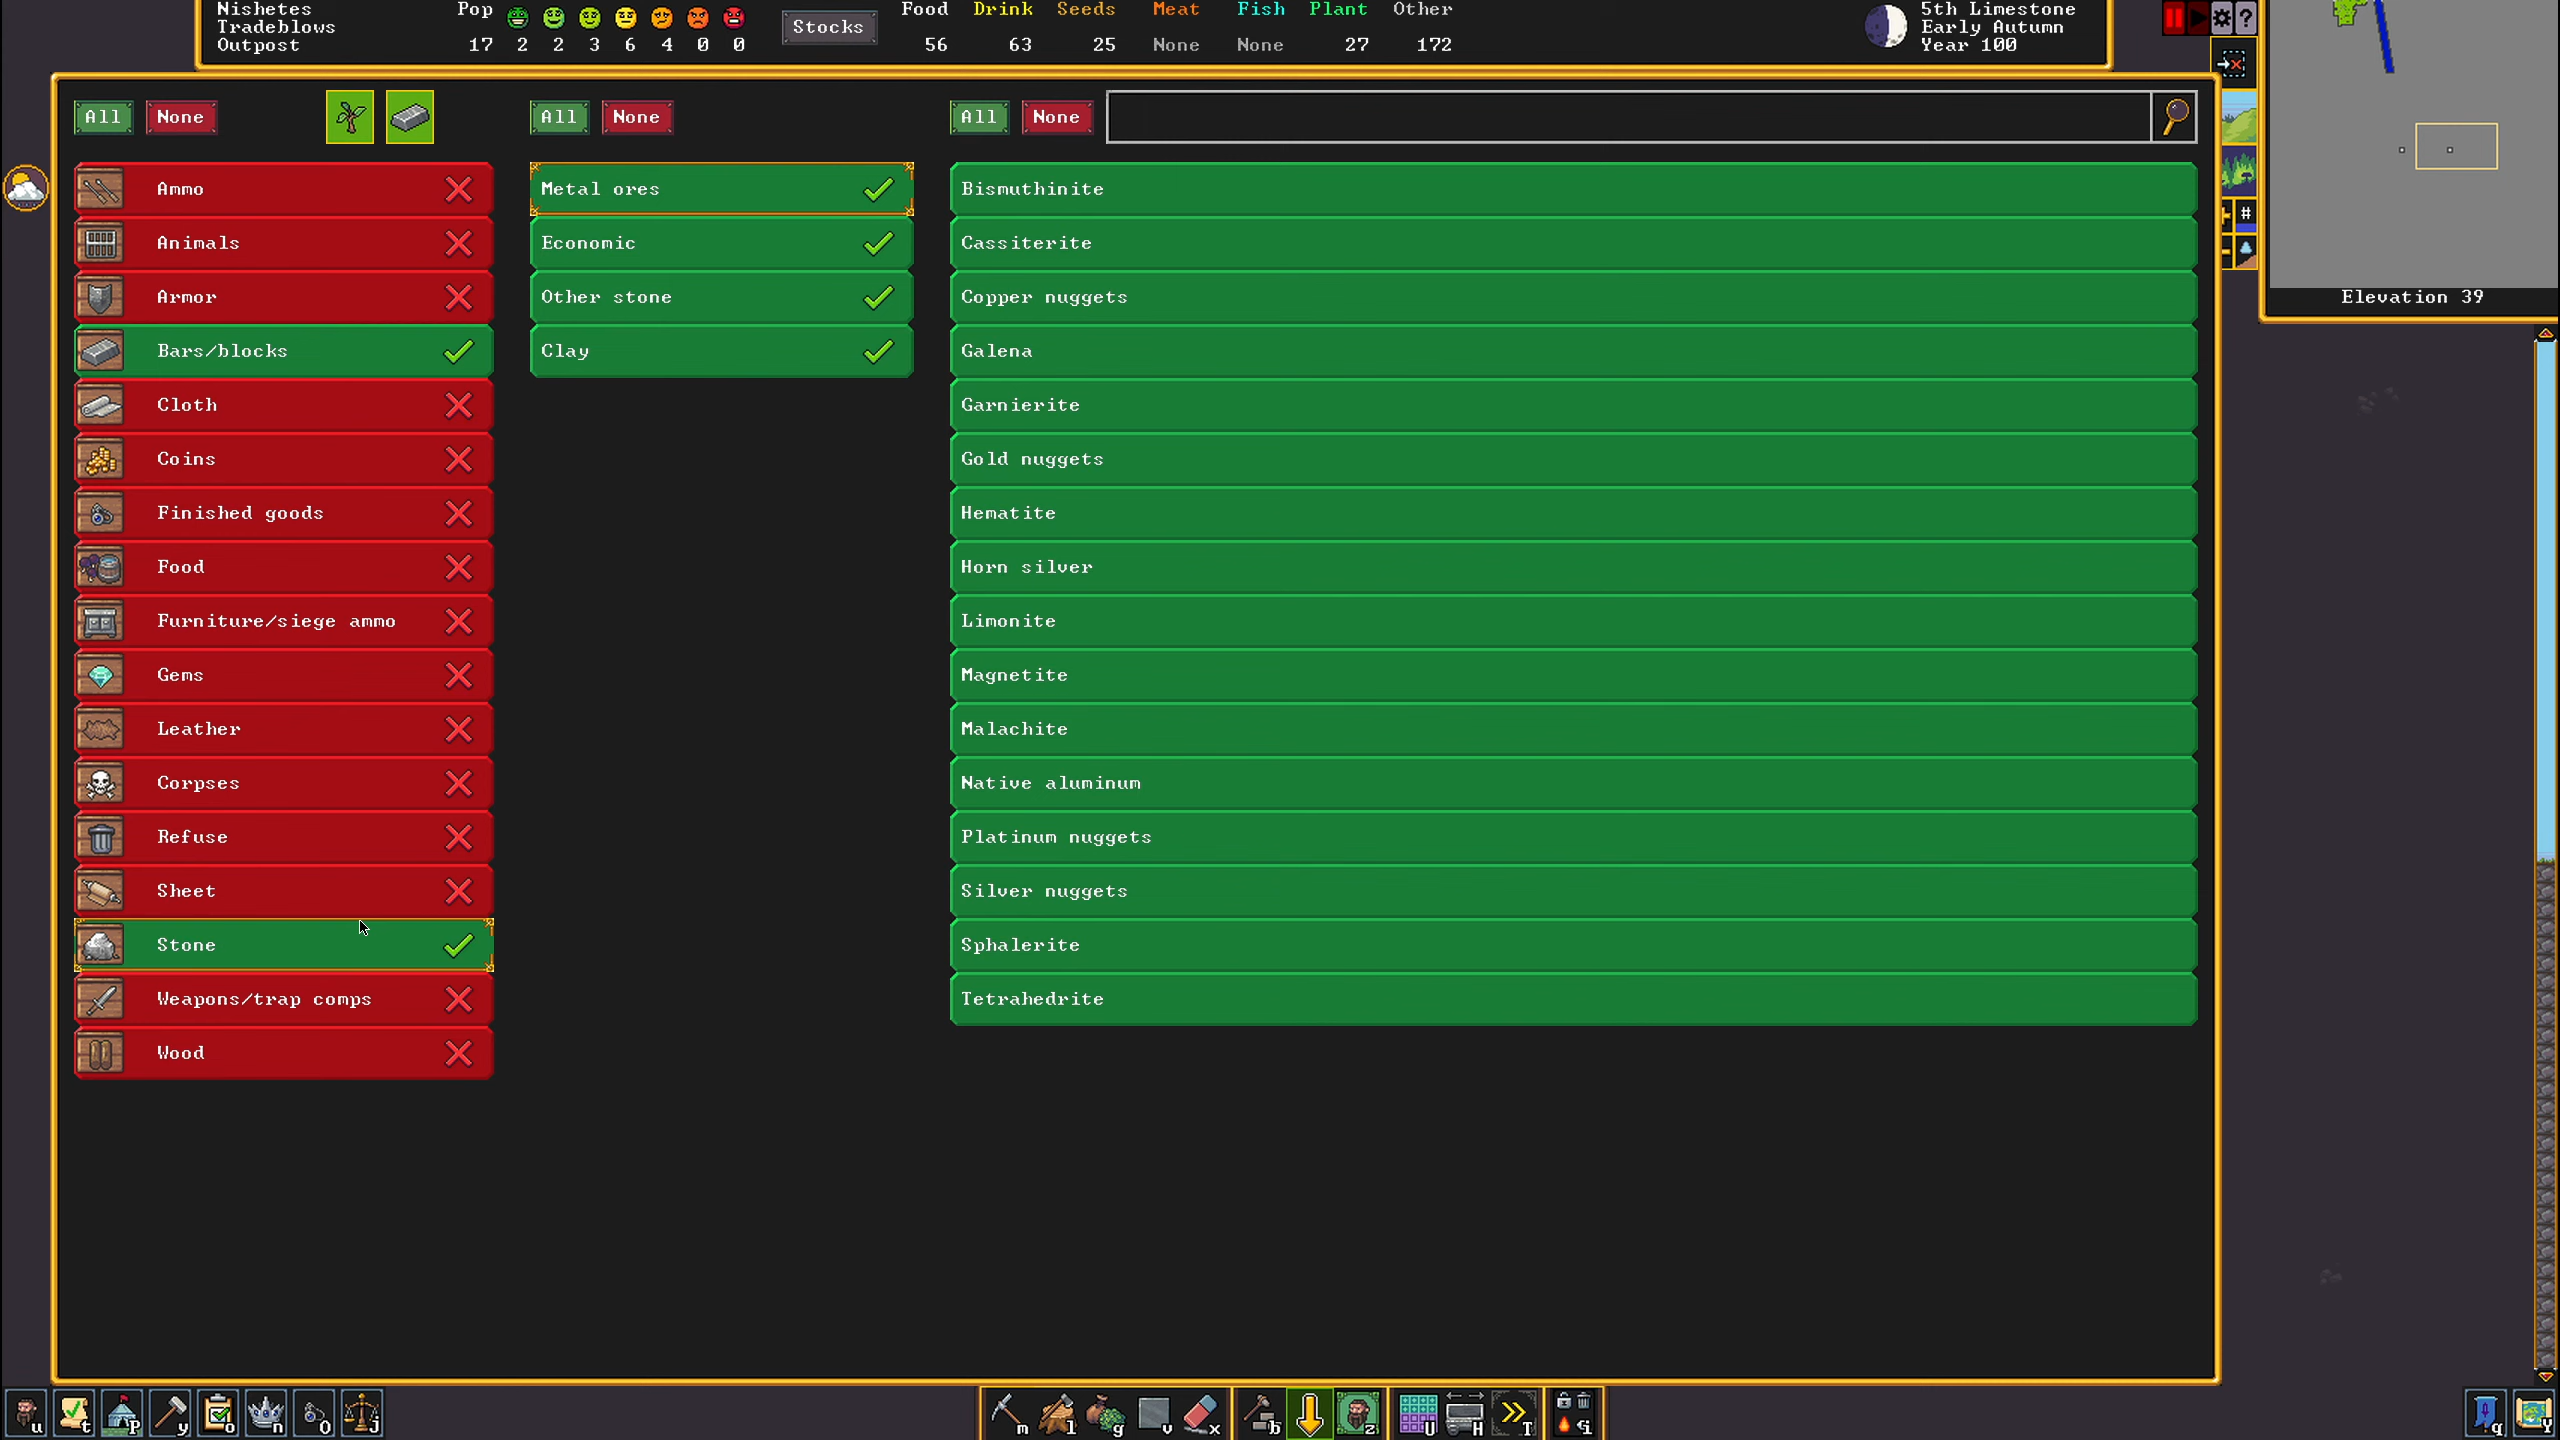 Nishetes
Tradeblows
Outpost
Pop
17 2 2 3 6 4 0 0
Stocks
Food Drink Seeds Meat Fish Plant Other
56 63 25 None None 27 172
5th Limestone
Early Autumn
Year 100
?
#
Elevation 39
All None
All None
All None
Ammo
Animals
Armor
Bars/blocks
Cloth
Coins
Finished goods
Food
Furniture/siege ammo
Gems
Leather
Corpses
Refuse
Sheet
Stone
Weapons/trap comps
Wood
Metal ores
Economic
Other stone
Clay
Bismuthinite
Cassiterite
Copper nuggets
Galena
Garnierite
Gold nuggets
Hematite
Horn silver
Limonite
Magnetite
Malachite
Native aluminum
Platinum nuggets
Silver nuggets
Sphalerite
Tetrahedrite
u t P y o n O j
m l g v x b z U H T i
q Y